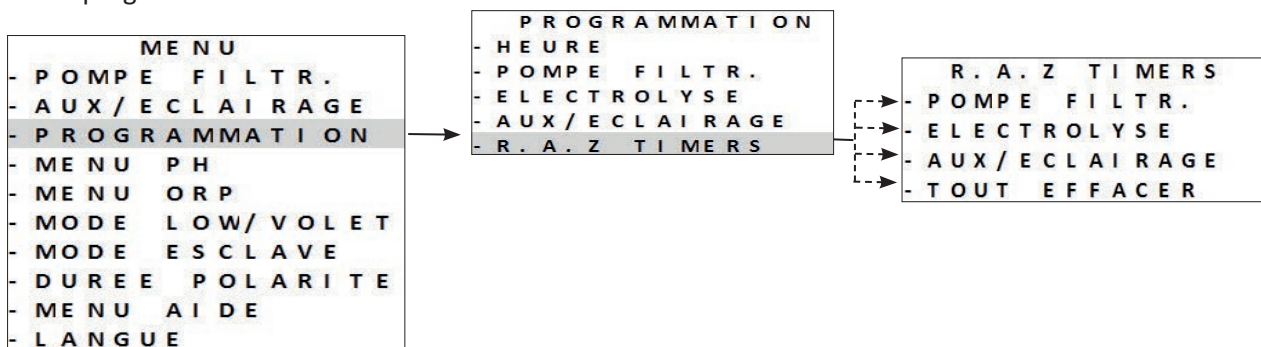 MENU
- POMPE FILTR.
- AUX/ECLAIRAGE
- PROGRAMMATION
- MENU PH
- MENU ORP
- MODE LOW/VOLET
- MODE ESCLAVE
- DUREE POLARITE
- MENU AIDE
- LANGUE
PROGRAMMATION
- HEURE
- POMPE FILTR.
- ELECTROLYSE
- AUX/ECLAIRAGE
- R.A.Z TIMERS
R.A.Z TIMERS
- POMPE FILTR.
- ELECTROLYSE
- AUX/ECLAIRAGE
- TOUT EFFACER